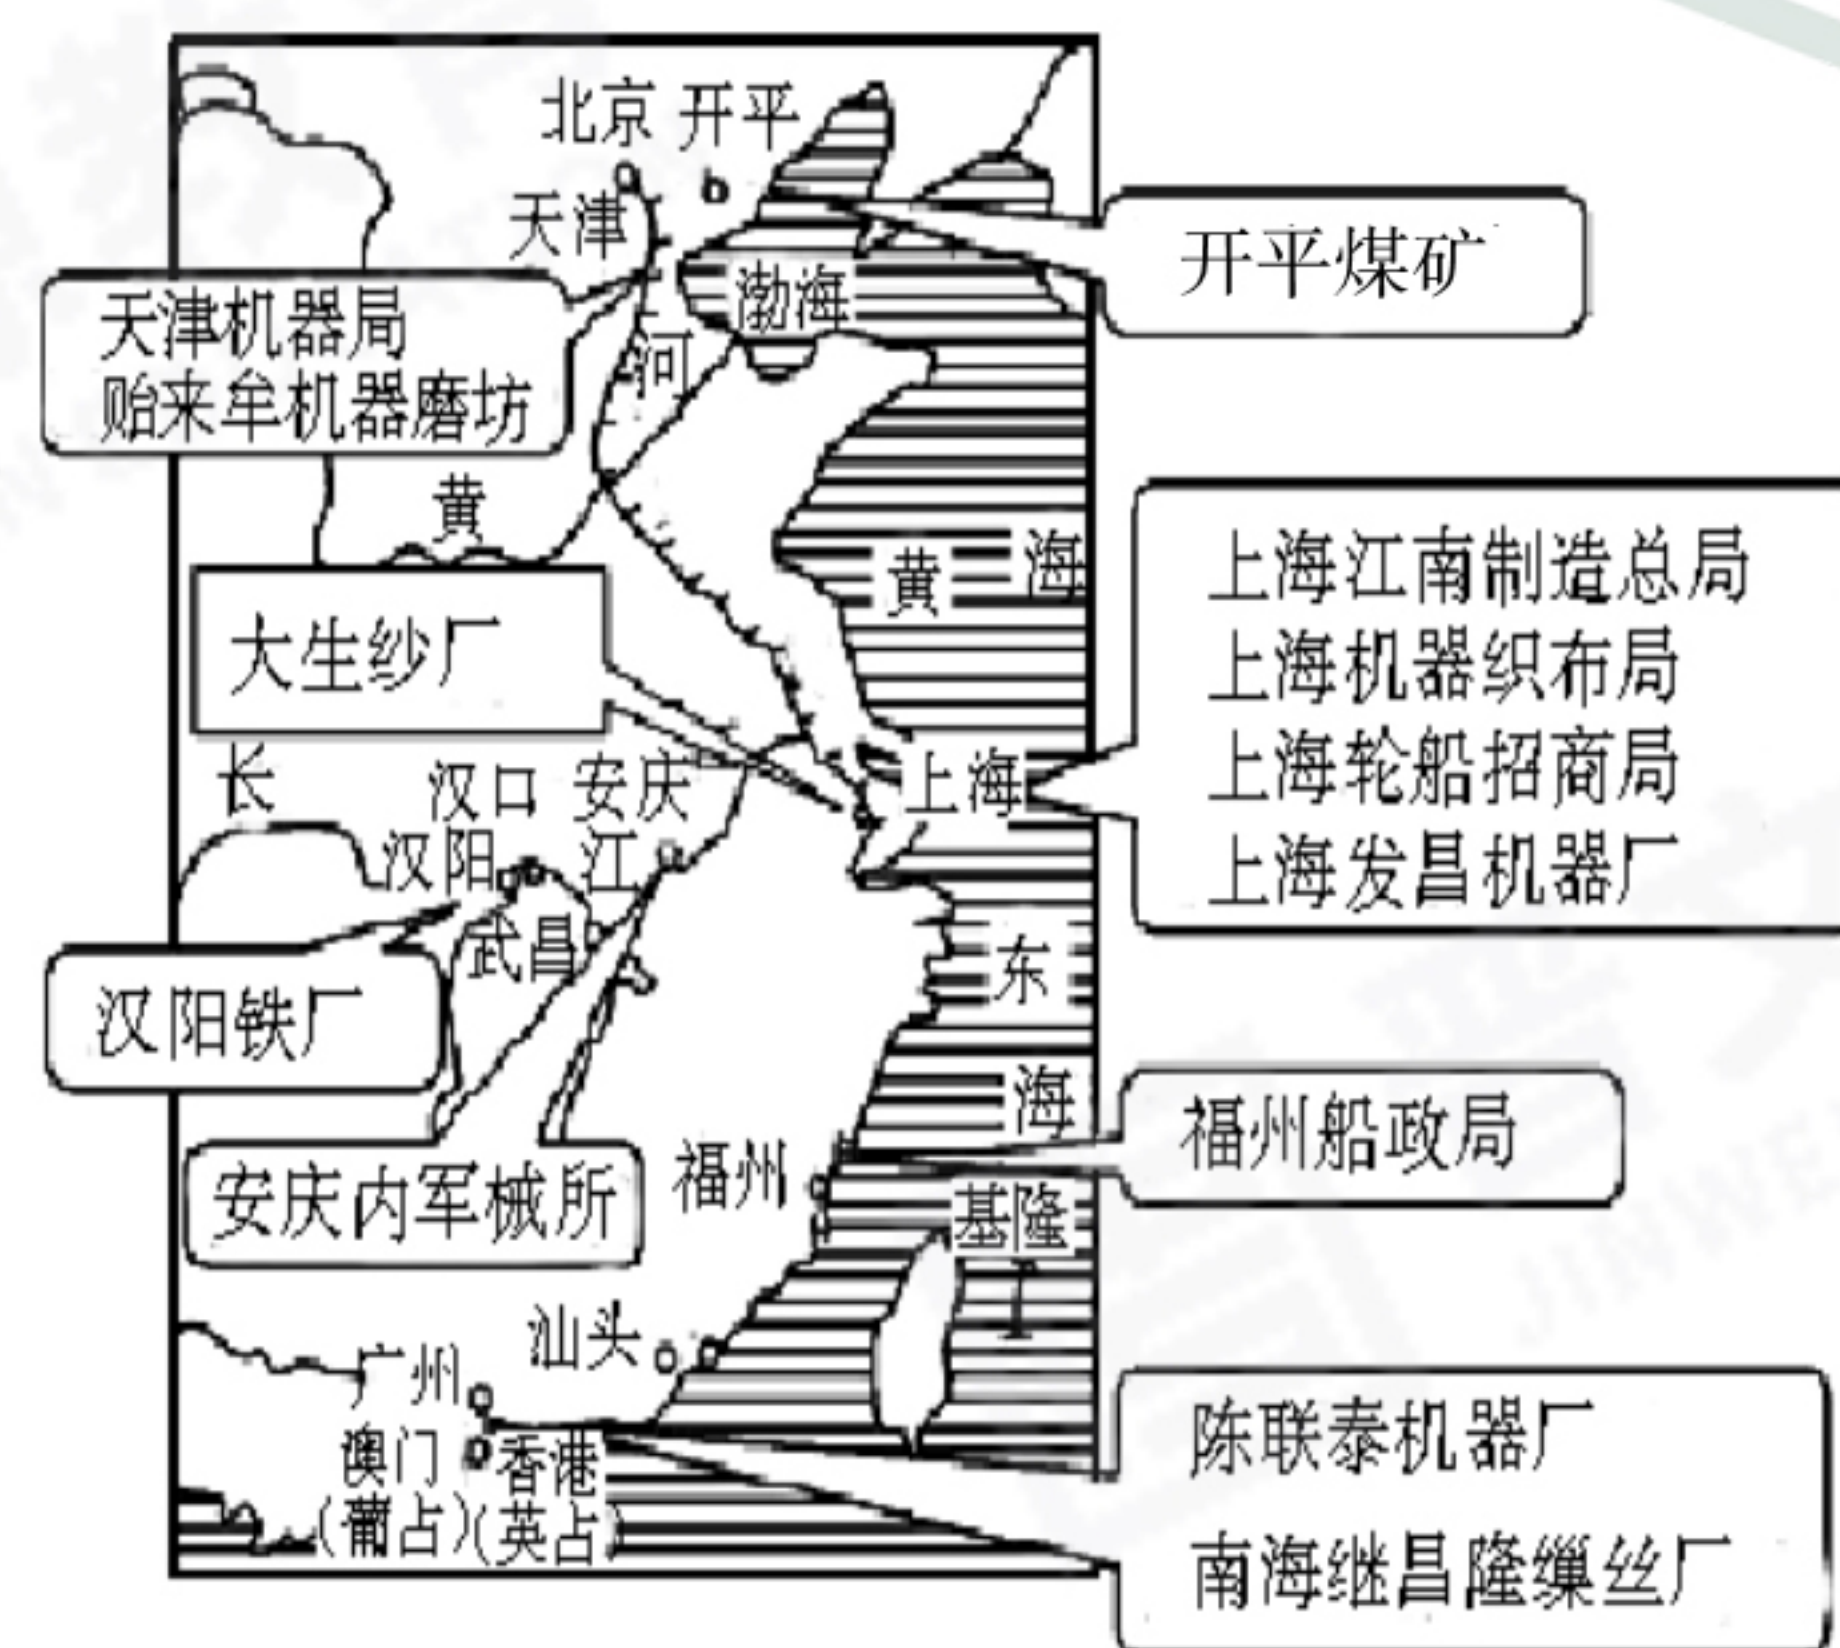 北京 开平
天津
渤海
开平煤矿
天津机器局
贻来牟机器磨坊
河
黄
黄 海
大生纱厂
上海江南制造总局
上海机器织布局
上海轮船招商局
上海发昌机器厂
长 汉口 安庆
上海
汉阳 江
武昌
东
海
汉阳铁厂
安庆内军械所
福州
福州船政局
基隆
汕头
广州
澳门 香港
(葡占)(英占)
陈联泰机器厂
南海继昌隆缫丝厂